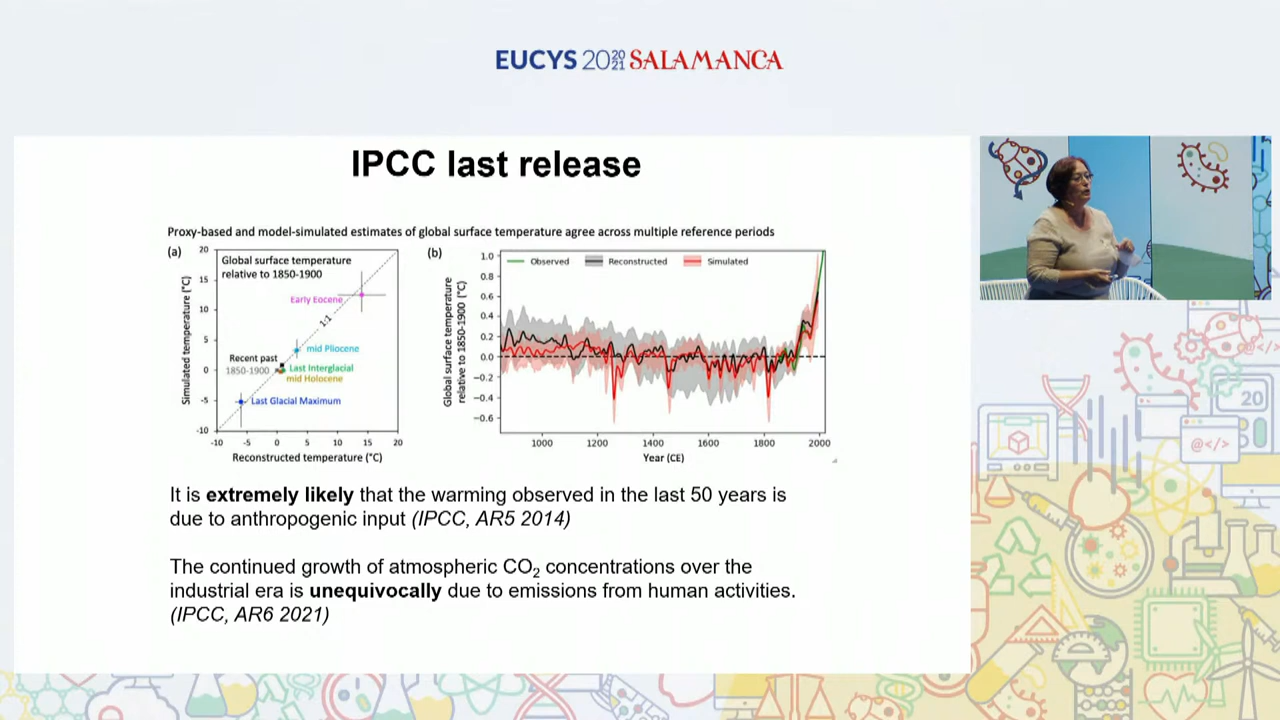 EUCYS 20 20 21 SALAMANCA
IPCC last release
Proxy-based and model-simulated estimates of global surface temperature agree across multiple reference periods
(a)
20
15
10
5
0
-5
-10
Simulated temperature (°C)
Global surface temperature
relative to 1850-1900
Early Eocene
1:1
mid Pliocene
Recent past
1850-1900
Last Interglacial
mid Holocene
Last Glacial Maximum
-10 -5 0 5 10 15 20
Reconstructed temperature (°C)
(b)
1.0
0.8
0.6
0.4
0.2
0.0
-0.2
-0.4
-0.6
Global surface temperature
relative to 1850-1900 (°C)
Observed Reconstructed Simulated
1000 1200 1400 1600 1800 2000
Year (CE)
It is extremely likely that the warming observed in the last 50 years is
due to anthropogenic input (IPCC, AR5 2014)
The continued growth of atmospheric CO₂ concentrations over the
industrial era is unequivocally due to emissions from human activities.
(IPCC, AR6 2021)
@</>
20
@</>